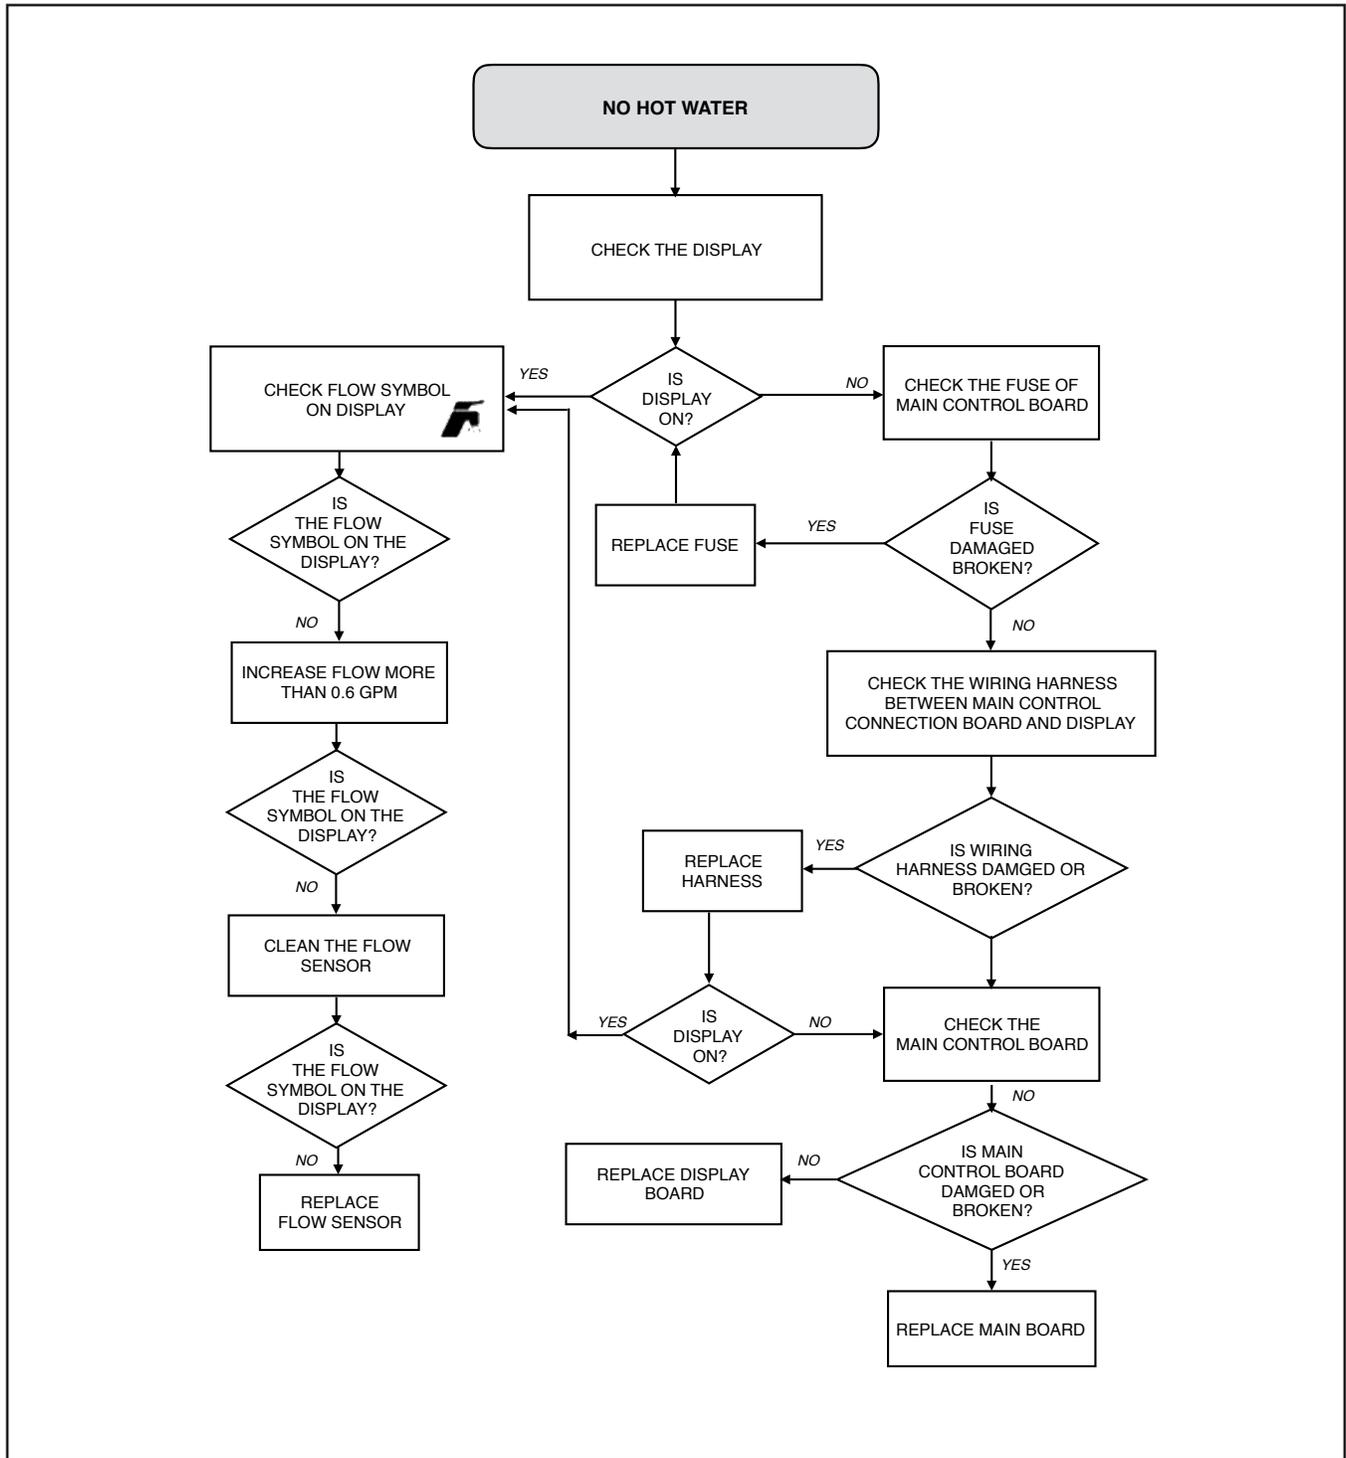 NO HOT WATER
CHECK THE DISPLAY
IS
DISPLAY
ON?
YES
NO
CHECK FLOW SYMBOL
ON DISPLAY
CHECK THE FUSE OF
MAIN CONTROL BOARD
IS
THE FLOW
SYMBOL ON THE
DISPLAY?
REPLACE FUSE
YES
IS
FUSE
DAMAGED
BROKEN?
NO
NO
INCREASE FLOW MORE
THAN 0.6 GPM
CHECK THE WIRING HARNESS
BETWEEN MAIN CONTROL
CONNECTION BOARD AND DISPLAY
IS
THE FLOW
SYMBOL ON THE
DISPLAY?
REPLACE
HARNESS
YES
IS WIRING
HARNESS DAMGED OR
BROKEN?
NO
CLEAN THE FLOW
SENSOR
YES
IS
DISPLAY
ON?
NO
CHECK THE
MAIN CONTROL BOARD
IS
THE FLOW
SYMBOL ON THE
DISPLAY?
NO
NO
REPLACE
FLOW SENSOR
REPLACE DISPLAY
BOARD
NO
IS MAIN
CONTROL BOARD
DAMGED OR
BROKEN?
YES
REPLACE MAIN BOARD